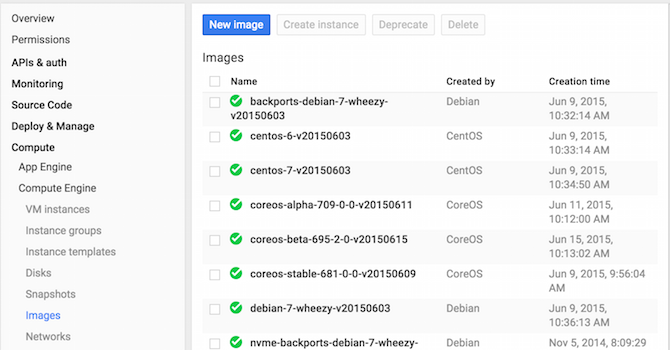 Overview
Permissions
APIs & auth
Monitoring
Source Code
Deploy & Manage
Compute
App Engine
Compute Engine
VM instances
Instance groups
Instance templates
Disks
Snapshots
Images
Networks
New image Create instance Deprecate Delete
Images
Name Created by Creation time
backports-debian-7-wheezy- Debian Jun 9, 2015,
v20150603 10:32:14 AM
centos-6-v20150603 CentOS Jun 9, 2015,
10:33:14 AM
centos-7-v20150603 CentOS Jun 9, 2015,
10:34:50 AM
coreos-alpha-709-0-0-v20150611 CoreOS Jun 11, 2015,
10:12:00 AM
coreos-beta-695-2-0-v20150615 CoreOS Jun 15, 2015,
10:13:02 AM
coreos-stable-681-0-0-v20150609 CoreOS Jun 9, 2015, 9:56:04
AM
debian-7-wheezy-v20150603 Debian Jun 9, 2015,
10:36:13 AM
nvme-backports-debian-7-wheezy- Debian Nov 5, 2014, 8:09:29